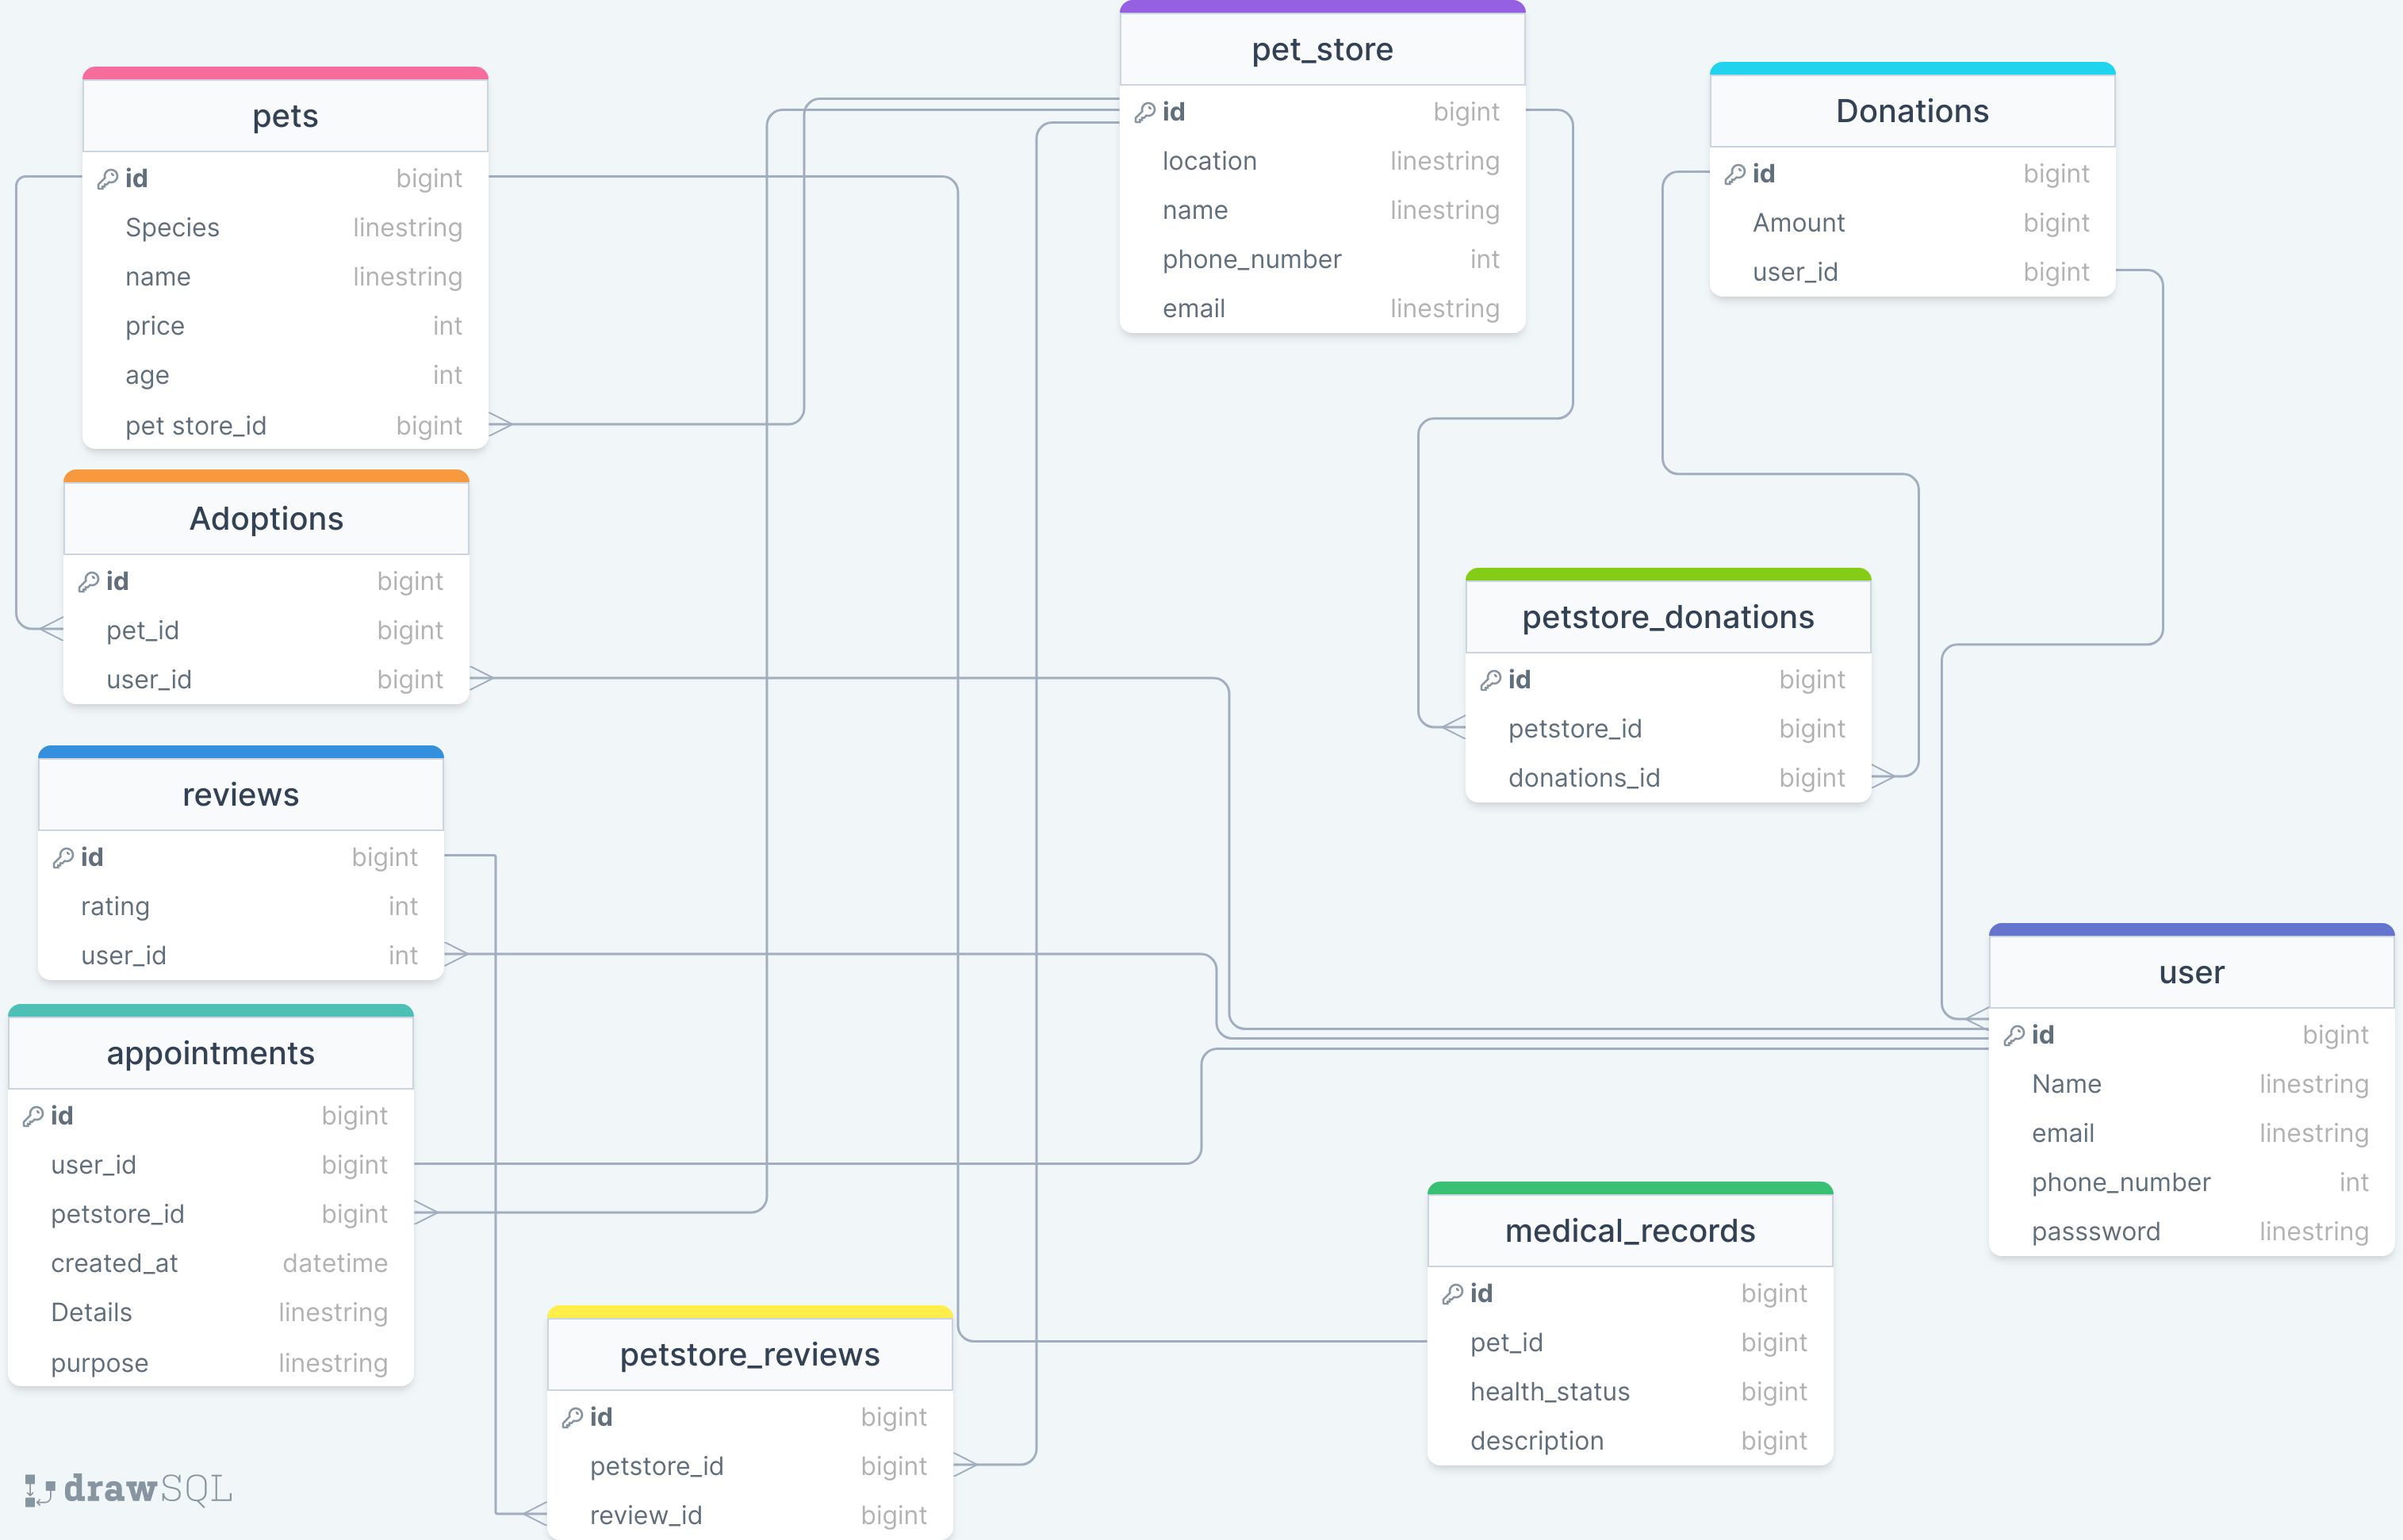 pet_store
id bigint
location linestring
name linestring
phone_number int
email linestring
Donations
id bigint
Amount bigint
user_id bigint
pets
id bigint
Species linestring
name linestring
price int
age int
pet store_id bigint
Adoptions
id bigint
pet_id bigint
user_id bigint
petstore_donations
id bigint
petstore_id bigint
donations_id bigint
reviews
id bigint
rating int
user_id int
user
id bigint
Name linestring
email linestring
phone_number int
passsword linestring
appointments
id bigint
user_id bigint
petstore_id bigint
created_at datetime
Details linestring
purpose linestring
medical_records
id bigint
pet_id bigint
health_status bigint
description bigint
petstore_reviews
id bigint
petstore_id bigint
review_id bigint
drawSQL